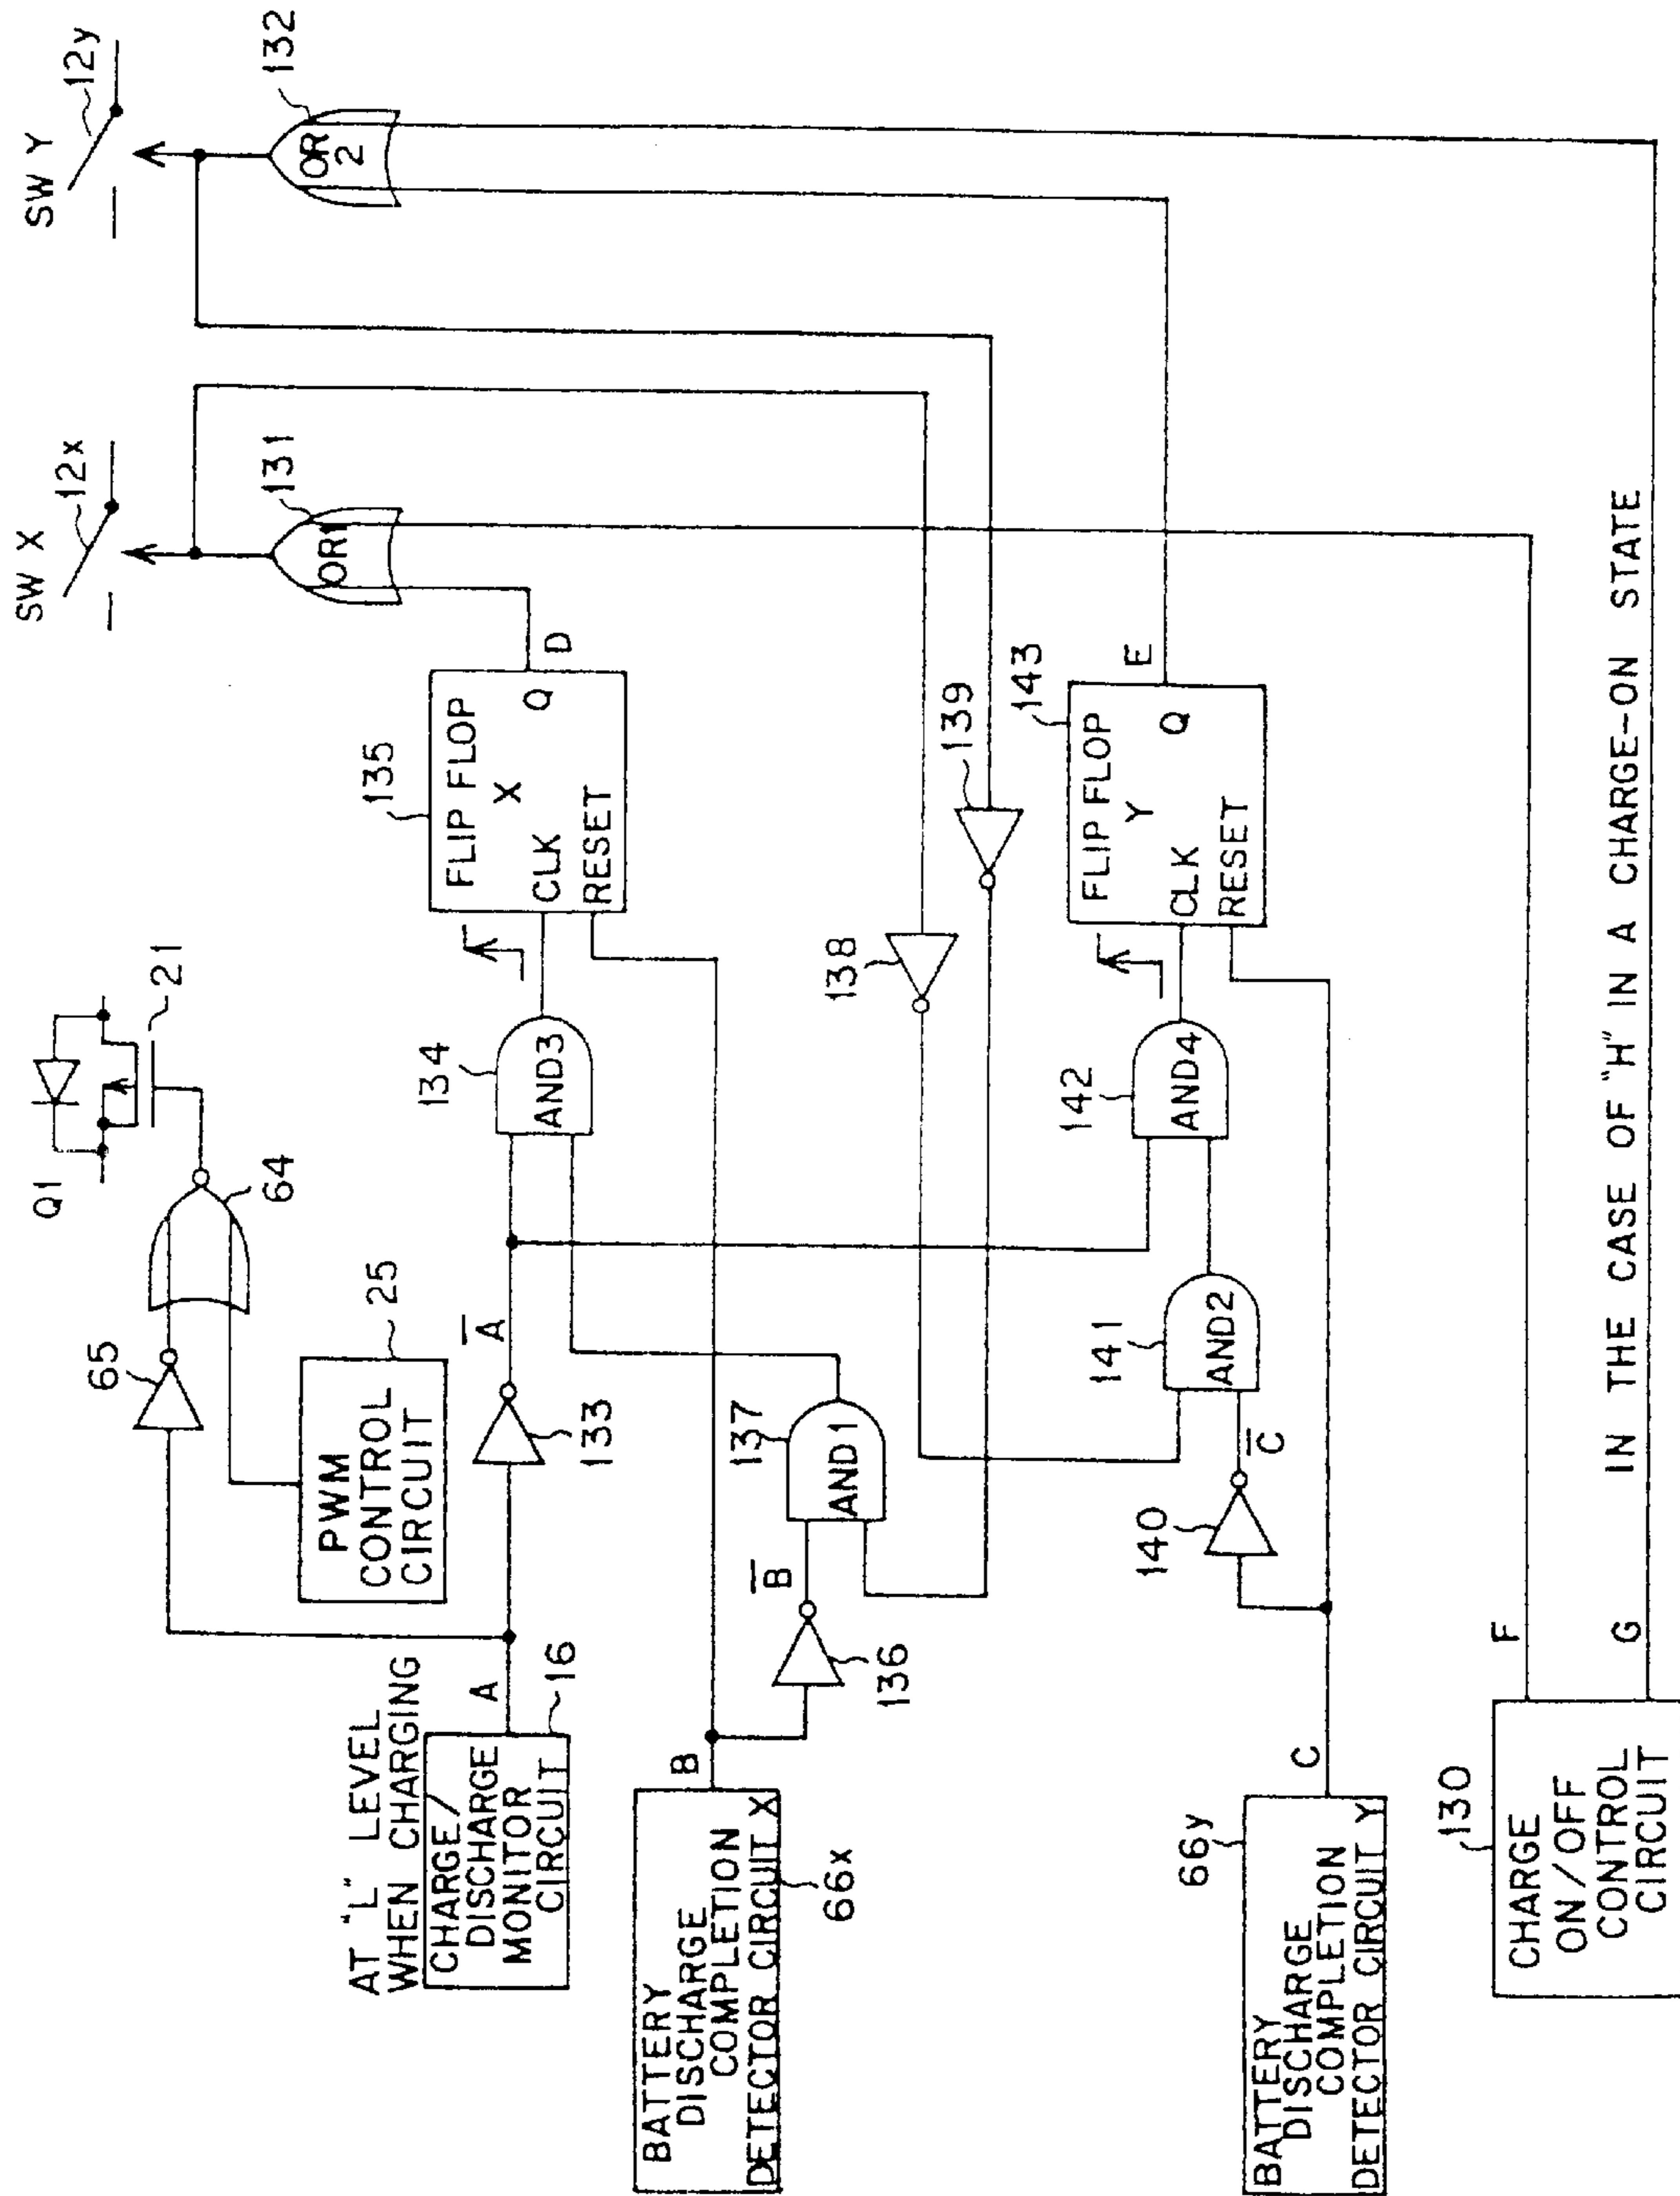 SW X
12x
SW Y
12y
131
OR1
132
OR
2
Q1
21
64
65
PWM
CONTROL
CIRCUIT
25
AT "L" LEVEL
WHEN CHARGING
CHARGE/
DISCHARGE
MONITOR
CIRCUIT
16
A
A̅
133
134
AND3
135
FLIP FLOP
X
CLK
Q
RESET
D
BATTERY
DISCHARGE
COMPLETION
DETECTOR CIRCUIT X
66x
B
B̅
136
137
AND1
138
139
BATTERY
DISCHARGE
COMPLETION
DETECTOR CIRCUIT Y
66y
C
C̅
140
141
AND2
142
AND4
143
FLIP FLOP
Y
CLK
Q
RESET
E
130
CHARGE
ON/OFF
CONTROL
CIRCUIT
F
G
IN THE CASE OF "H" IN A CHARGE-ON STATE